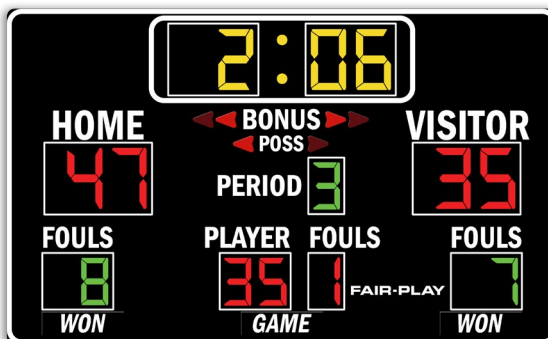 2:06
BONUS
HOME VISITOR
POSS
47 PERIOD 3 35
FOULS PLAYER FOULS FOULS
8 35 1 FAIR-PLAY 7
WON GAME WON